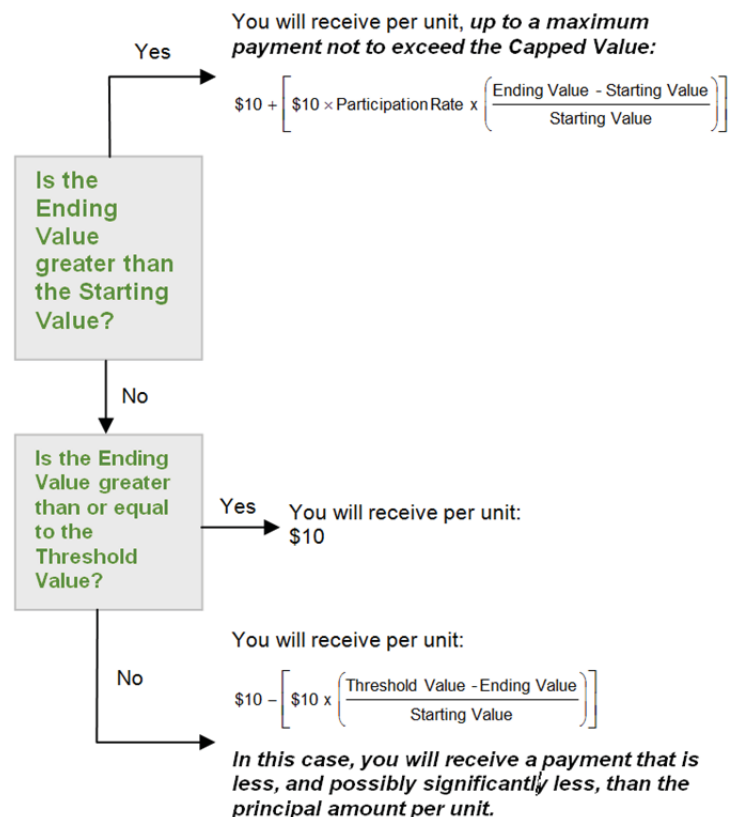 You will receive per unit, up to a maximum
payment not to exceed the Capped Value:
Yes
$10 + [ $10 × Participation Rate x ( Ending Value - Starting Value
Starting Value ) ]
Is the
Ending
Value
greater than
the Starting
Value?
No
Is the Ending
Value greater
than or equal
to the
Threshold
Value?
Yes
You will receive per unit:
$10
No
You will receive per unit:
$10 – [ $10 x ( Threshold Value - Ending Value
Starting Value ) ]
In this case, you will receive a payment that is
less, and possibly significantly less, than the
principal amount per unit.